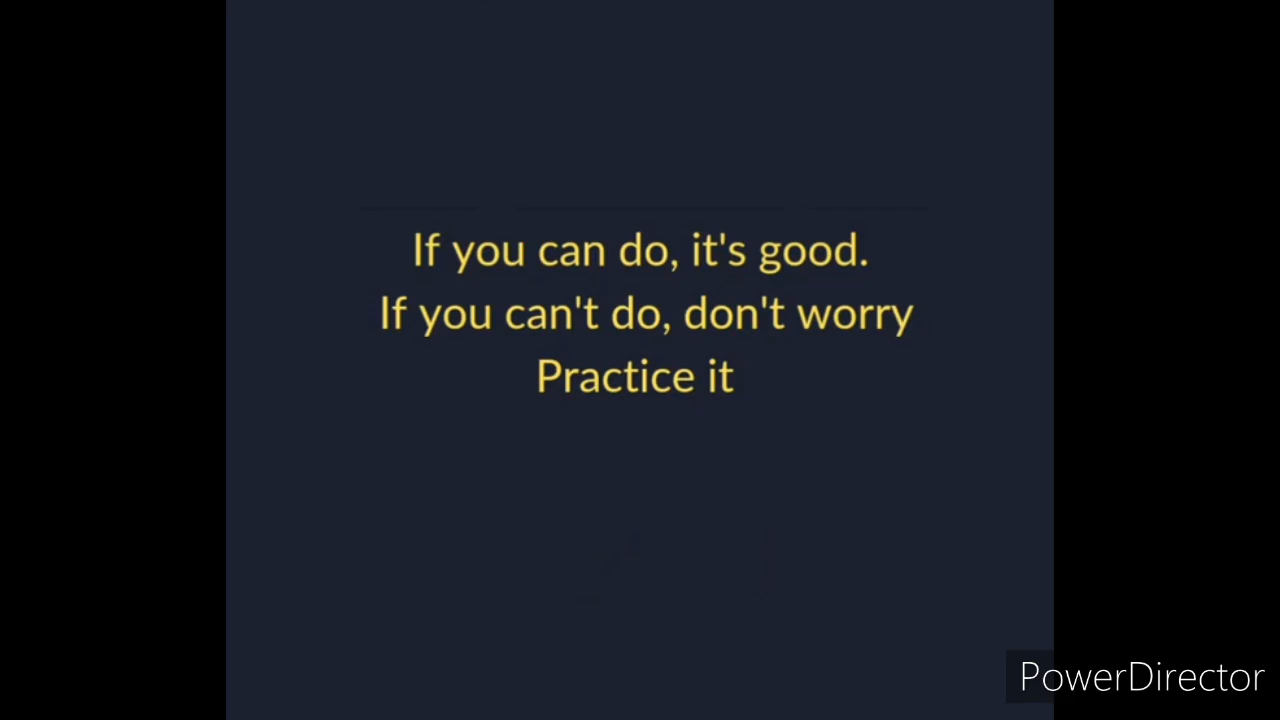 If you can do, it's good.
If you can't do, don't worry
Practice it
PowerDirector